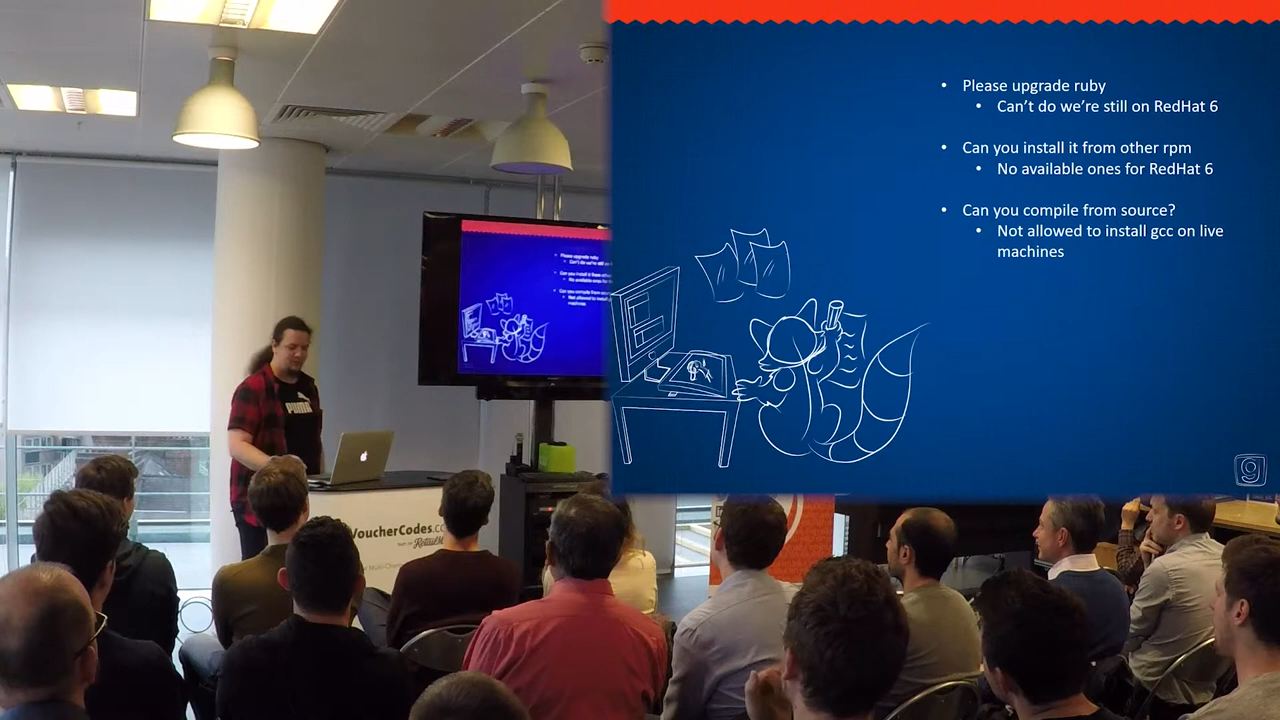 • Please upgrade ruby
• Can't do we're still on RedHat 6
• Can you install it from other rpm
• No available ones for RedHat 6
• Can you compile from source?
• Not allowed to install gcc on live
machines
PUMA
VoucherCodes.co
g